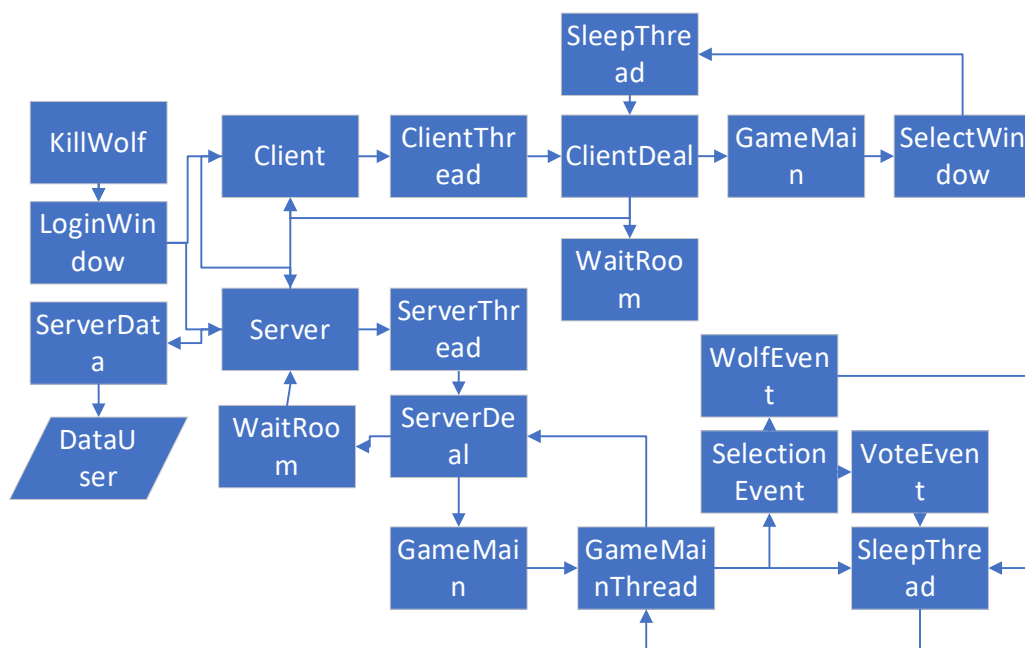 SleepThre
ad
KillWolf
Client
ClientThr
ead
ClientDeal
GameMai
n
SelectWin
dow
LoginWin
dow
WaitRoo
m
ServerDat
a
Server
ServerThr
ead
WolfEven
t
DataU
ser
WaitRoo
m
ServerDe
al
Selection
Event
VoteEven
t
GameMai
n
GameMai
nThread
SleepThre
ad